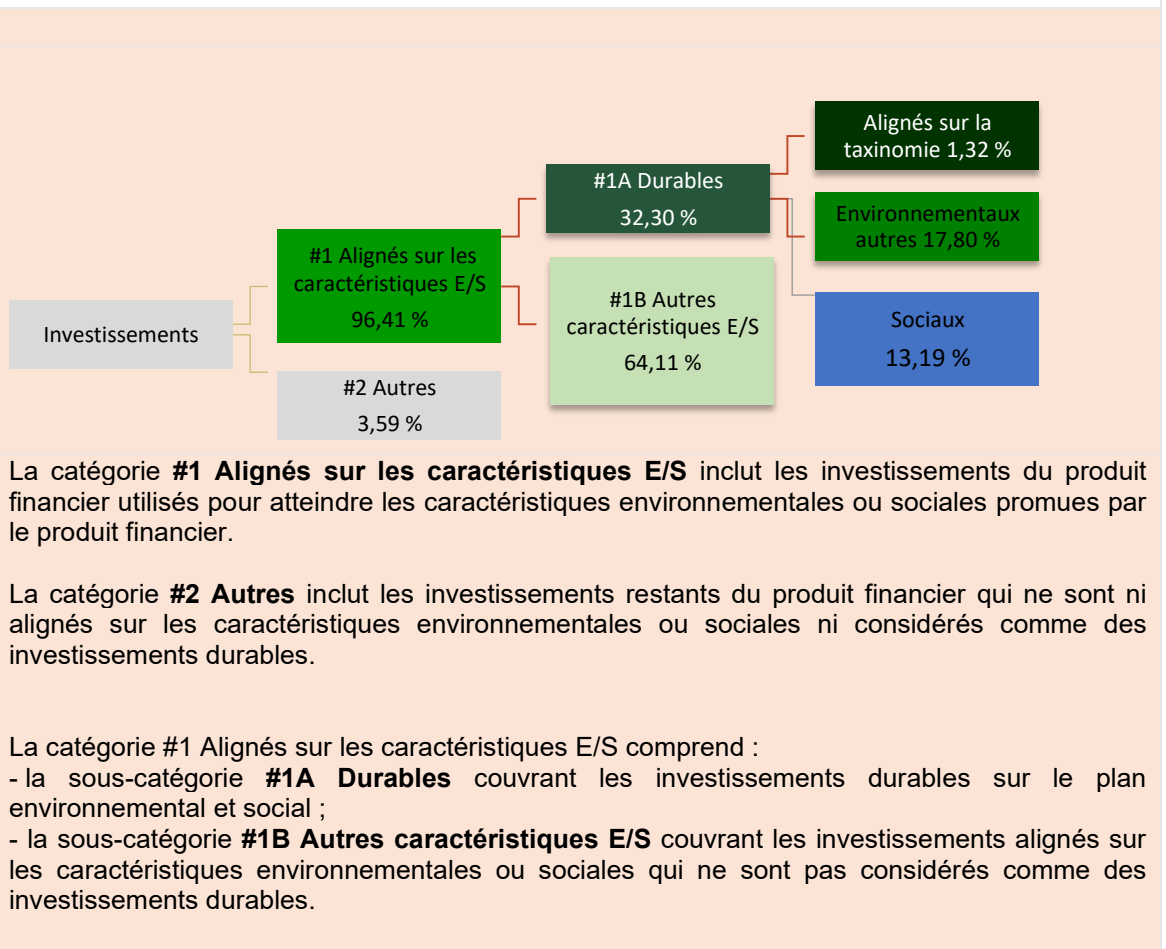 Investissements
#1 Alignés sur les
caractéristiques E/S
96,41 %
#2 Autres
3,59 %
#1A Durables
32,30 %
#1B Autres
caractéristiques E/S
64,11 %
Alignés sur la
taxinomie 1,32 %
Environnementaux
autres 17,80 %
Sociaux
13,19 %
La catégorie #1 Alignés sur les caractéristiques E/S inclut les investissements du produit
financier utilisés pour atteindre les caractéristiques environnementales ou sociales promues par
le produit financier.
La catégorie #2 Autres inclut les investissements restants du produit financier qui ne sont ni
alignés sur les caractéristiques environnementales ou sociales ni considérés comme des
investissements durables.
La catégorie #1 Alignés sur les caractéristiques E/S comprend :
- la sous-catégorie #1A Durables couvrant les investissements durables sur le plan
environnemental et social ;
- la sous-catégorie #1B Autres caractéristiques E/S couvrant les investissements alignés sur
les caractéristiques environnementales ou sociales qui ne sont pas considérés comme des
investissements durables.